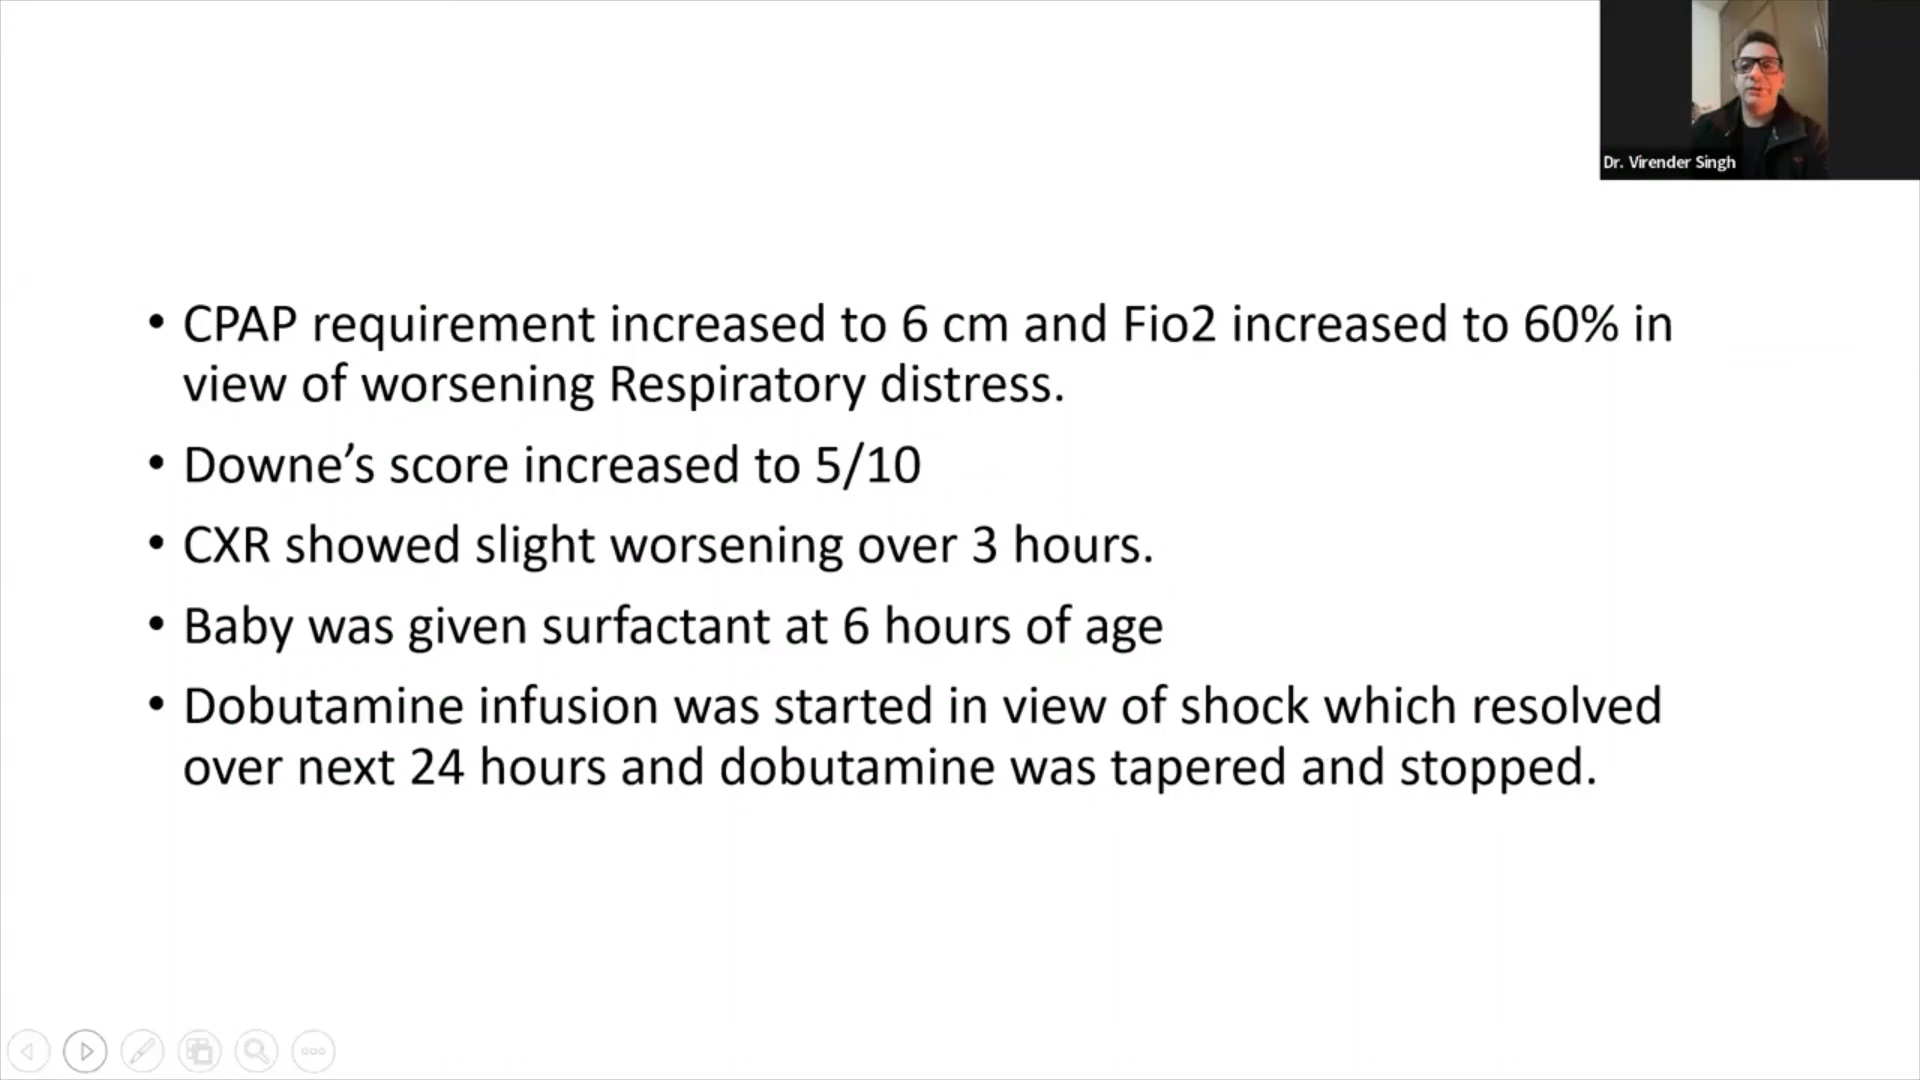 Dr. Virender Singh
• CPAP requirement increased to 6 cm and Fio2 increased to 60% in
view of worsening Respiratory distress.
• Downe’s score increased to 5/10
• CXR showed slight worsening over 3 hours.
• Baby was given surfactant at 6 hours of age
• Dobutamine infusion was started in view of shock which resolved
over next 24 hours and dobutamine was tapered and stopped.